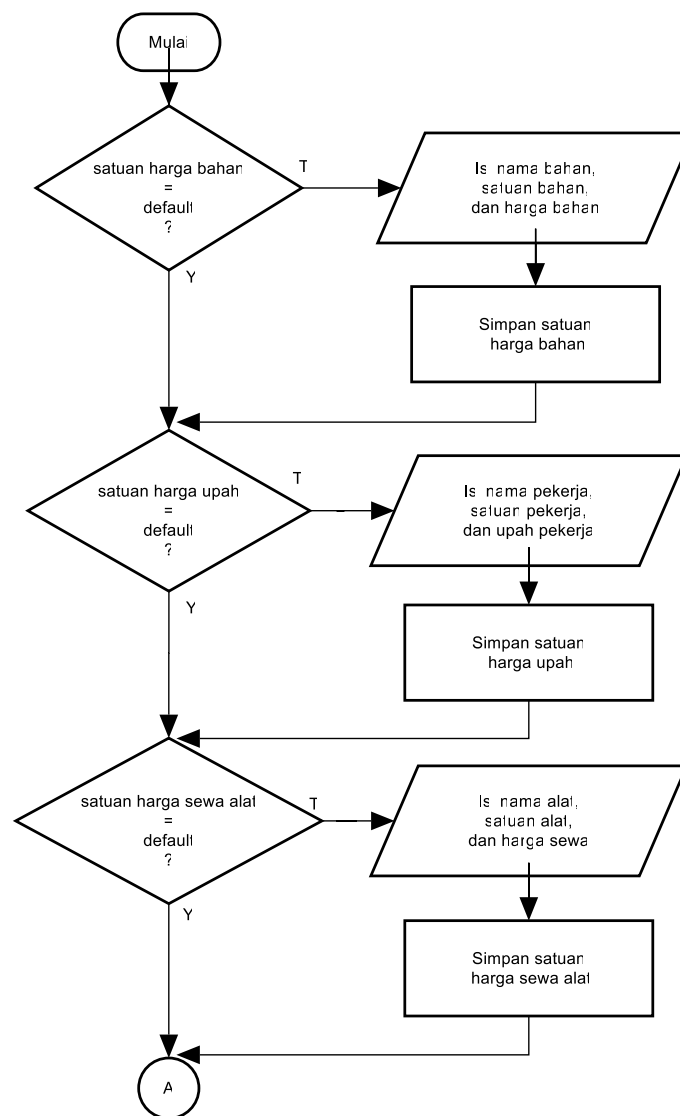 Mulai
satuan harga bahan
=
default
?
T
Isi nama bahan,
satuan bahan,
dan harga bahan
Y
Simpan satuan
harga bahan
satuan harga upah
=
default
?
T
Isi nama pekerja,
satuan pekerja,
dan upah pekerja
Y
Simpan satuan
harga upah
satuan harga sewa alat
=
default
?
T
Isi nama alat,
satuan alat,
dan harga sewa
Y
Simpan satuan
harga sewa alat
A